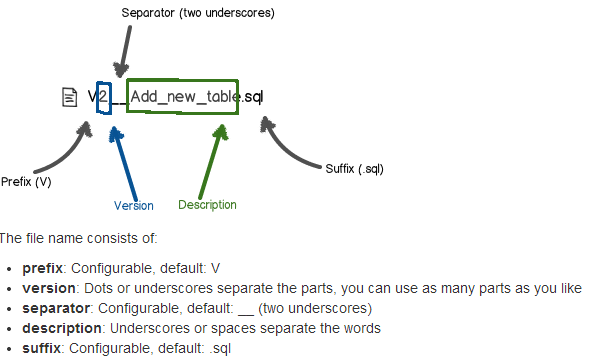 Separator (two underscores)
V2__Add_new_table.sql
Prefix (V)
Suffix (.sql)
Version
Description
The file name consists of:
• prefix: Configurable, default: V
• version: Dots or underscores separate the parts, you can use as many parts as you like
• separator: Configurable, default: __ (two underscores)
• description: Underscores or spaces separate the words
• suffix: Configurable, default: .sql